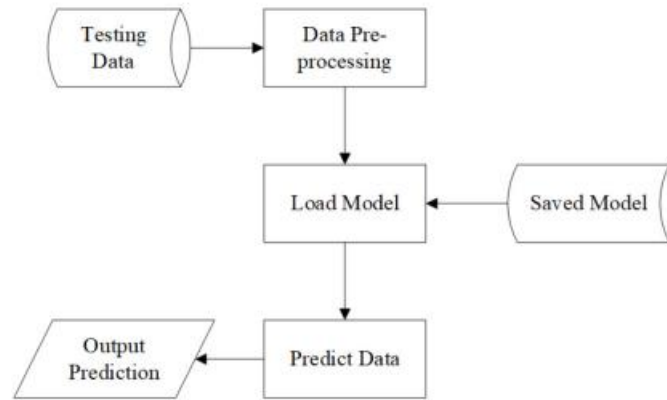 Testing
Data
Data Pre-
processing
Load Model
Saved Model
Output
Prediction
Predict Data